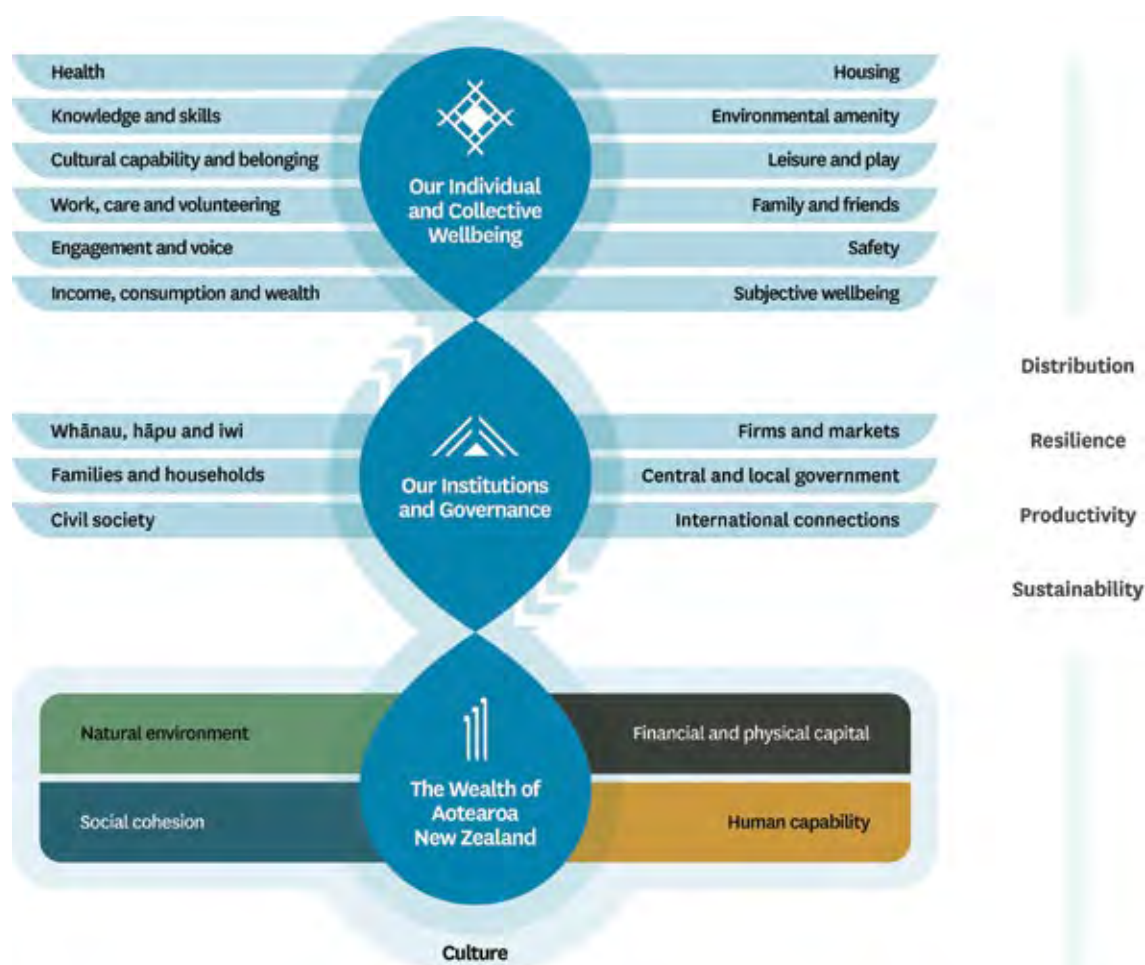 Health
Housing
Knowledge and skills
Environmental amenity
Cultural capability and belonging
Leisure and play
Work, care and volunteering
Family and friends
Engagement and voice
Safety
Income, consumption and wealth
Subjective wellbeing
Our Individual
and Collective
Wellbeing
Whānau, hāpu and iwi
Firms and markets
Families and households
Central and local government
Civil society
International connections
Our Institutions
and Governance
Natural environment
Financial and physical capital
Social cohesion
Human capability
The Wealth of
Aotearoa
New Zealand
Culture
Distribution
Resilience
Productivity
Sustainability